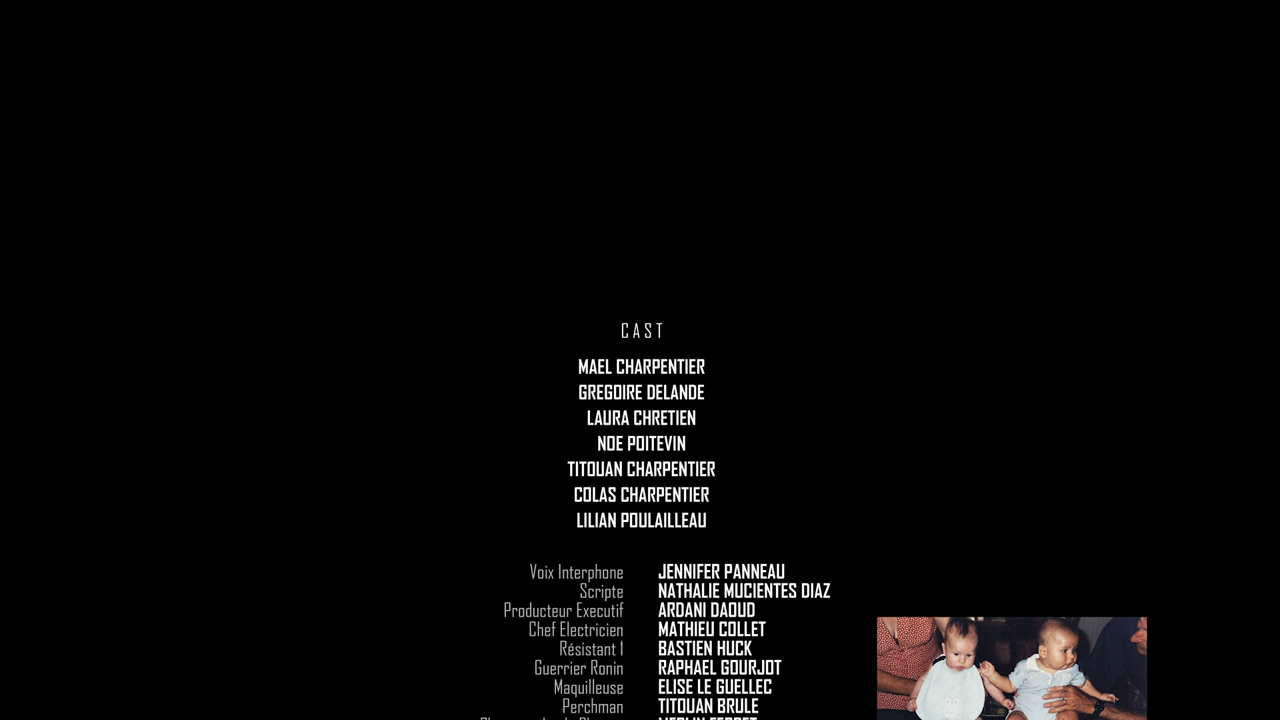 CAST
MAEL CHARPENTIER
GREGOIRE DELANDE
LAURA CHRETIEN
NOE POITEVIN
TITOUAN CHARPENTIER
COLAS CHARPENTIER
LILIAN POULAILLEAU
Voix Interphone JENNIFER PANNEAU
Scripte NATHALIE MUCIENTES DIAZ
Producteur Executif ARDANI DAOUD
Chef Electricien MATHIEU COLLET
Résistant 1 BASTIEN HUCK
Guerrier Ronin RAPHAEL GOURJOT
Maquilleuse ELISE LE GUELLEC
Perchman TITOUAN BRULE